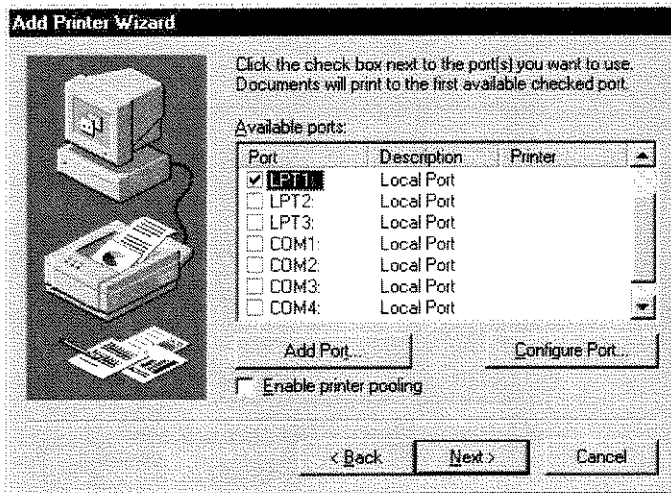 Add Printer Wizard
Click the check box next to the port(s) you want to use.
Documents will print to the first available checked port.
Available ports:
Port Description Printer
LPT1: Local Port
LPT2: Local Port
LPT3: Local Port
COM1: Local Port
COM2: Local Port
COM3: Local Port
COM4: Local Port
Add Port... Configure Port...
Enable printer pooling
< Back Next > Cancel